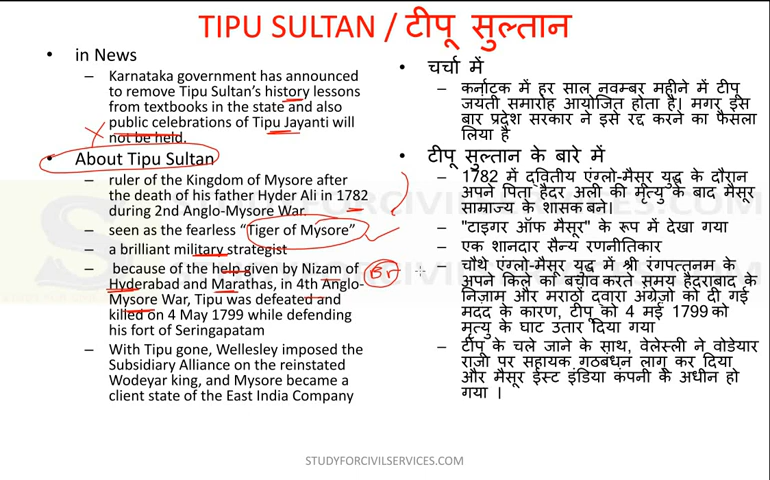 TIPU SULTAN / टीपू सुल्तान
• in News
– Karnataka government has announced
to remove Tipu Sultan's history lessons
from textbooks in the state and also
public celebrations of Tipu Jayanti will
not be held.
• About Tipu Sultan
– ruler of the Kingdom of Mysore after
the death of his father Hyder Ali in 1782
during 2nd Anglo-Mysore War.
– seen as the fearless "Tiger of Mysore"
– a brilliant military strategist
– because of the help given by Nizam of
Hyderabad and Marathas, in 4th Anglo-
Mysore War, Tipu was defeated and
killed on 4 May 1799 while defending
his fort of Seringapatam
– With Tipu gone, Wellesley imposed the
Subsidiary Alliance on the reinstated
Wodeyar king, and Mysore became a
client state of the East India Company
Br
• चर्चा में
– कर्नाटक में हर साल नवम्बर महीने में टीपू
जयंती समारोह आयोजित होता है। मगर इस
बार प्रदेश सरकार ने इसे रद्द करने का फैसला
लिया है
• टीपू सुल्तान के बारे में
– 1782 में द्वितीय एंग्लो-मैसूर युद्ध के दौरान
अपने पिता हैदर अली की मृत्यु के बाद मैसूर
साम्राज्य के शासक बने।
– "टाइगर ऑफ मैसूर" के रूप में देखा गया
– एक शानदार सैन्य रणनीतिकार
– चौथे एंग्लो-मैसूर युद्ध में श्री रंगपत्तनम के
अपने किले का बचाव करते समय हैदराबाद के
निज़ाम और मराठों द्वारा अंग्रेजो को दी गई
मदद के कारण, टीपू को 4 मई 1799 को
मृत्यु के घाट उतार दिया गया
– टीपू के चले जाने के साथ, वेलेस्ली ने वोडेयार
राजा पर सहायक गठबंधन लागू कर दिया
और मैसूर ईस्ट इंडिया कंपनी के अधीन हो
गया ।
STUDYFORCIVILSERVICES.COM